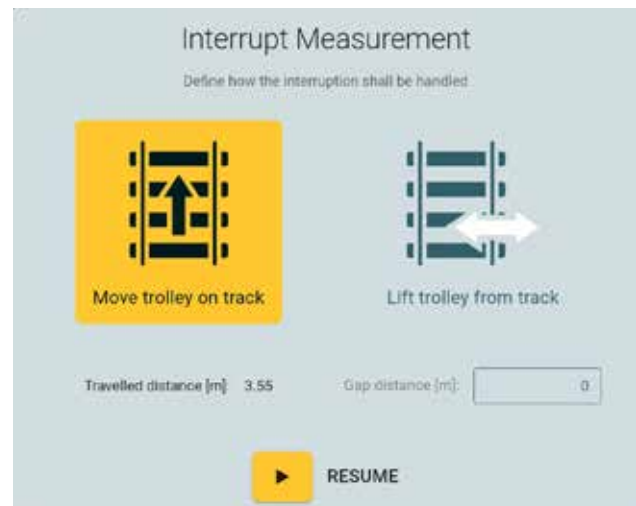 Interrupt Measurement
Define how the interruption shall be handled
Move trolley on track
Lift trolley from track
Travelled distance [m]: 3.55 Gap distance [m]: 0
RESUME